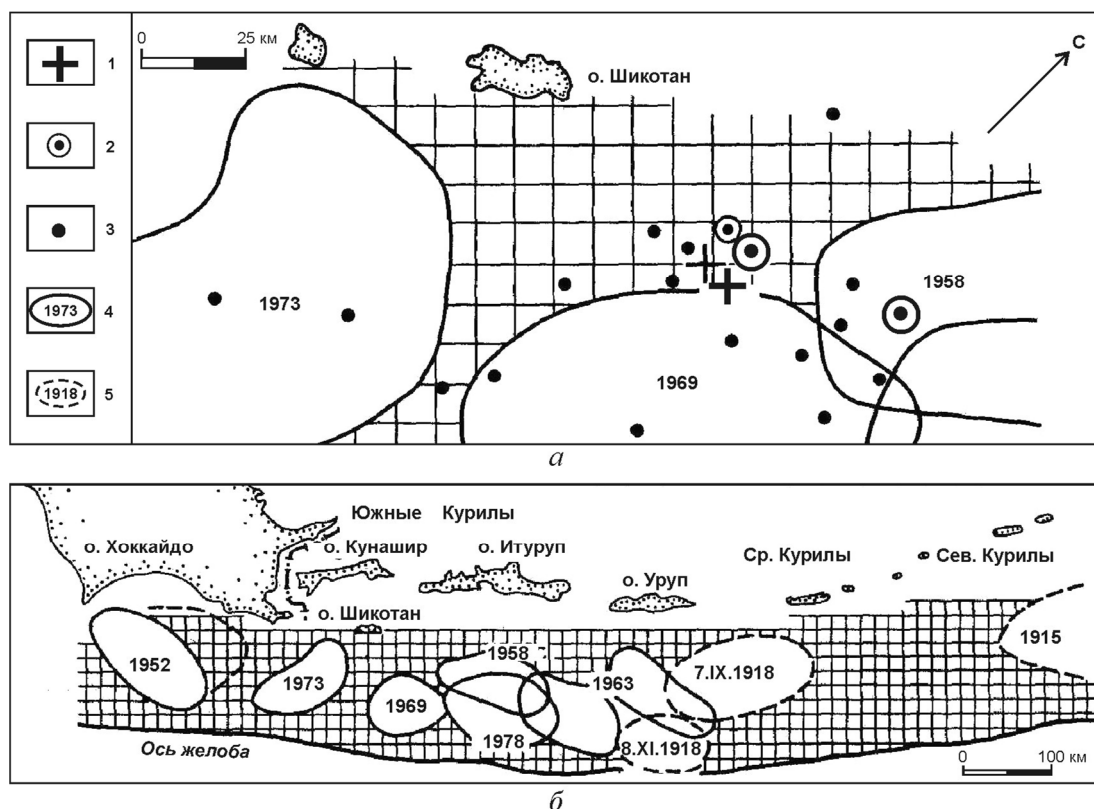 1
2
3
1973 4
1918 5
0 25 км
С
о. Шикотан
1973
1958
1969
а
Южные Курилы
о. Хоккайдо
о. Кунашир
о. Итуруп
Ср. Курилы
Сев. Курилы
о. Уруп
о. Шикотан
1952
1973
1969
1958
1978
1963
7.IX.1918
8.XI.1918
1915
Ось желоба
0 100 км
б